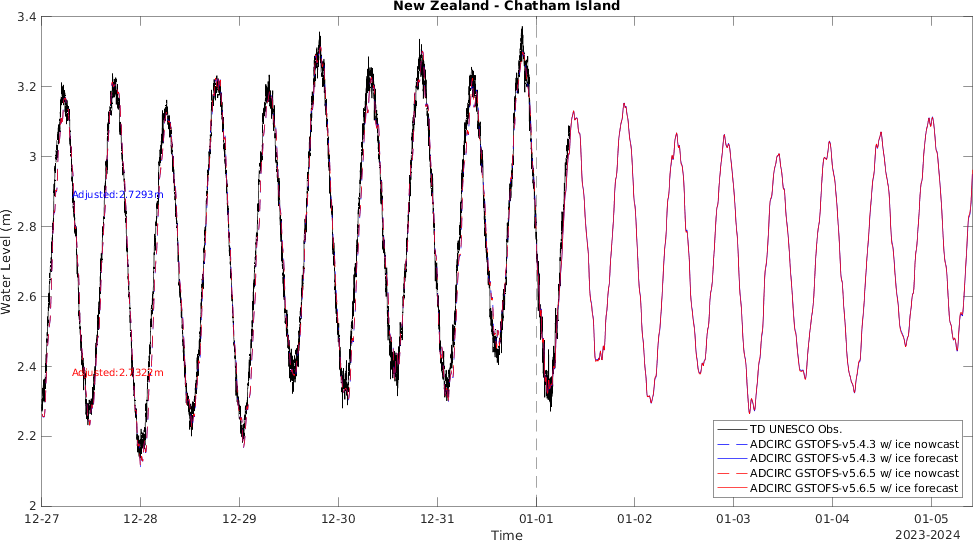 New Zealand - Chatham Island
3.4
3.2
3
2.8
2.6
2.4
2.2
2
Water Level (m)
Adjusted:2.7293m
Adjusted:2.7322m
TD UNESCO Obs.
ADCIRC GSTOFS-v5.4.3 w/ ice nowcast
ADCIRC GSTOFS-v5.4.3 w/ ice forecast
ADCIRC GSTOFS-v5.6.5 w/ ice nowcast
ADCIRC GSTOFS-v5.6.5 w/ ice forecast
12-27 12-28 12-29 12-30 12-31 01-01 01-02 01-03 01-04 01-05
Time
2023-2024